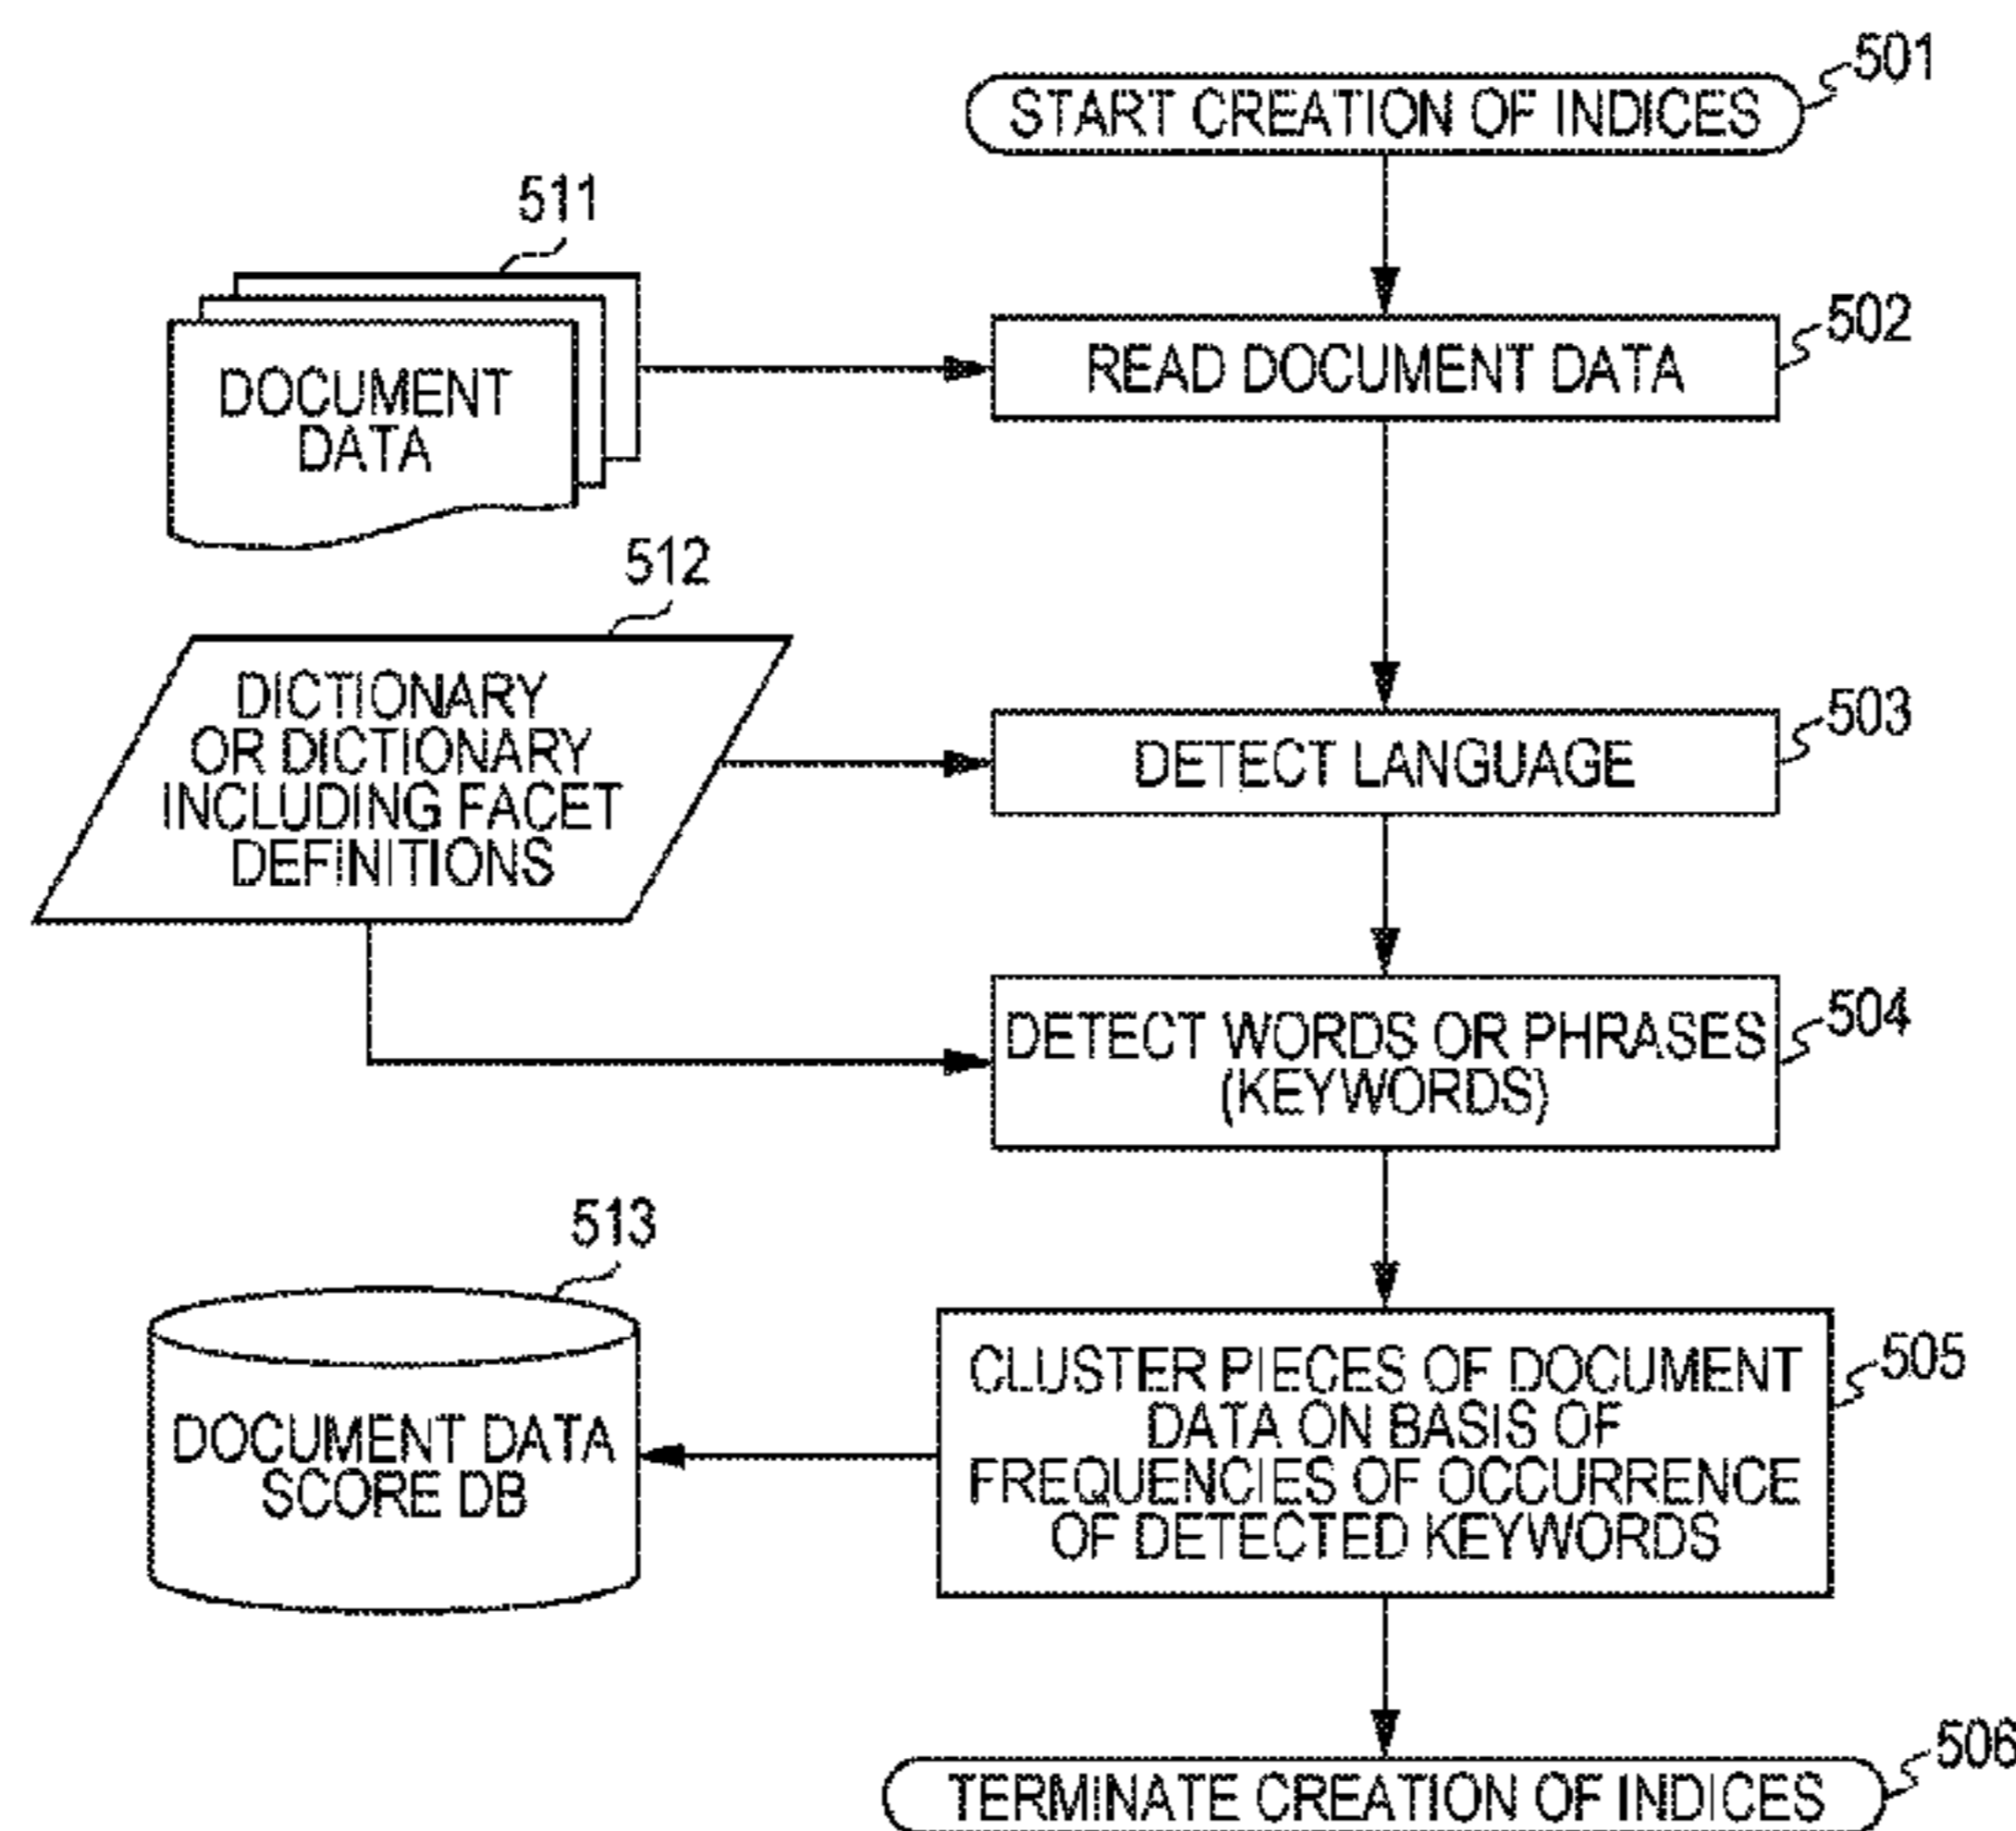 501
START CREATION OF INDICES
511
502
DOCUMENT
DATA
READ DOCUMENT DATA
512
DICTIONARY
OR DICTIONARY
INCLUDING FACET
DEFINITIONS
503
DETECT LANGUAGE
504
DETECT WORDS OR PHRASES
(KEYWORDS)
513
DOCUMENT DATA
SCORE DB
505
CLUSTER PIECES OF DOCUMENT
DATA ON BASIS OF
FREQUENCIES OF OCCURRENCE
OF DETECTED KEYWORDS
506
TERMINATE CREATION OF INDICES